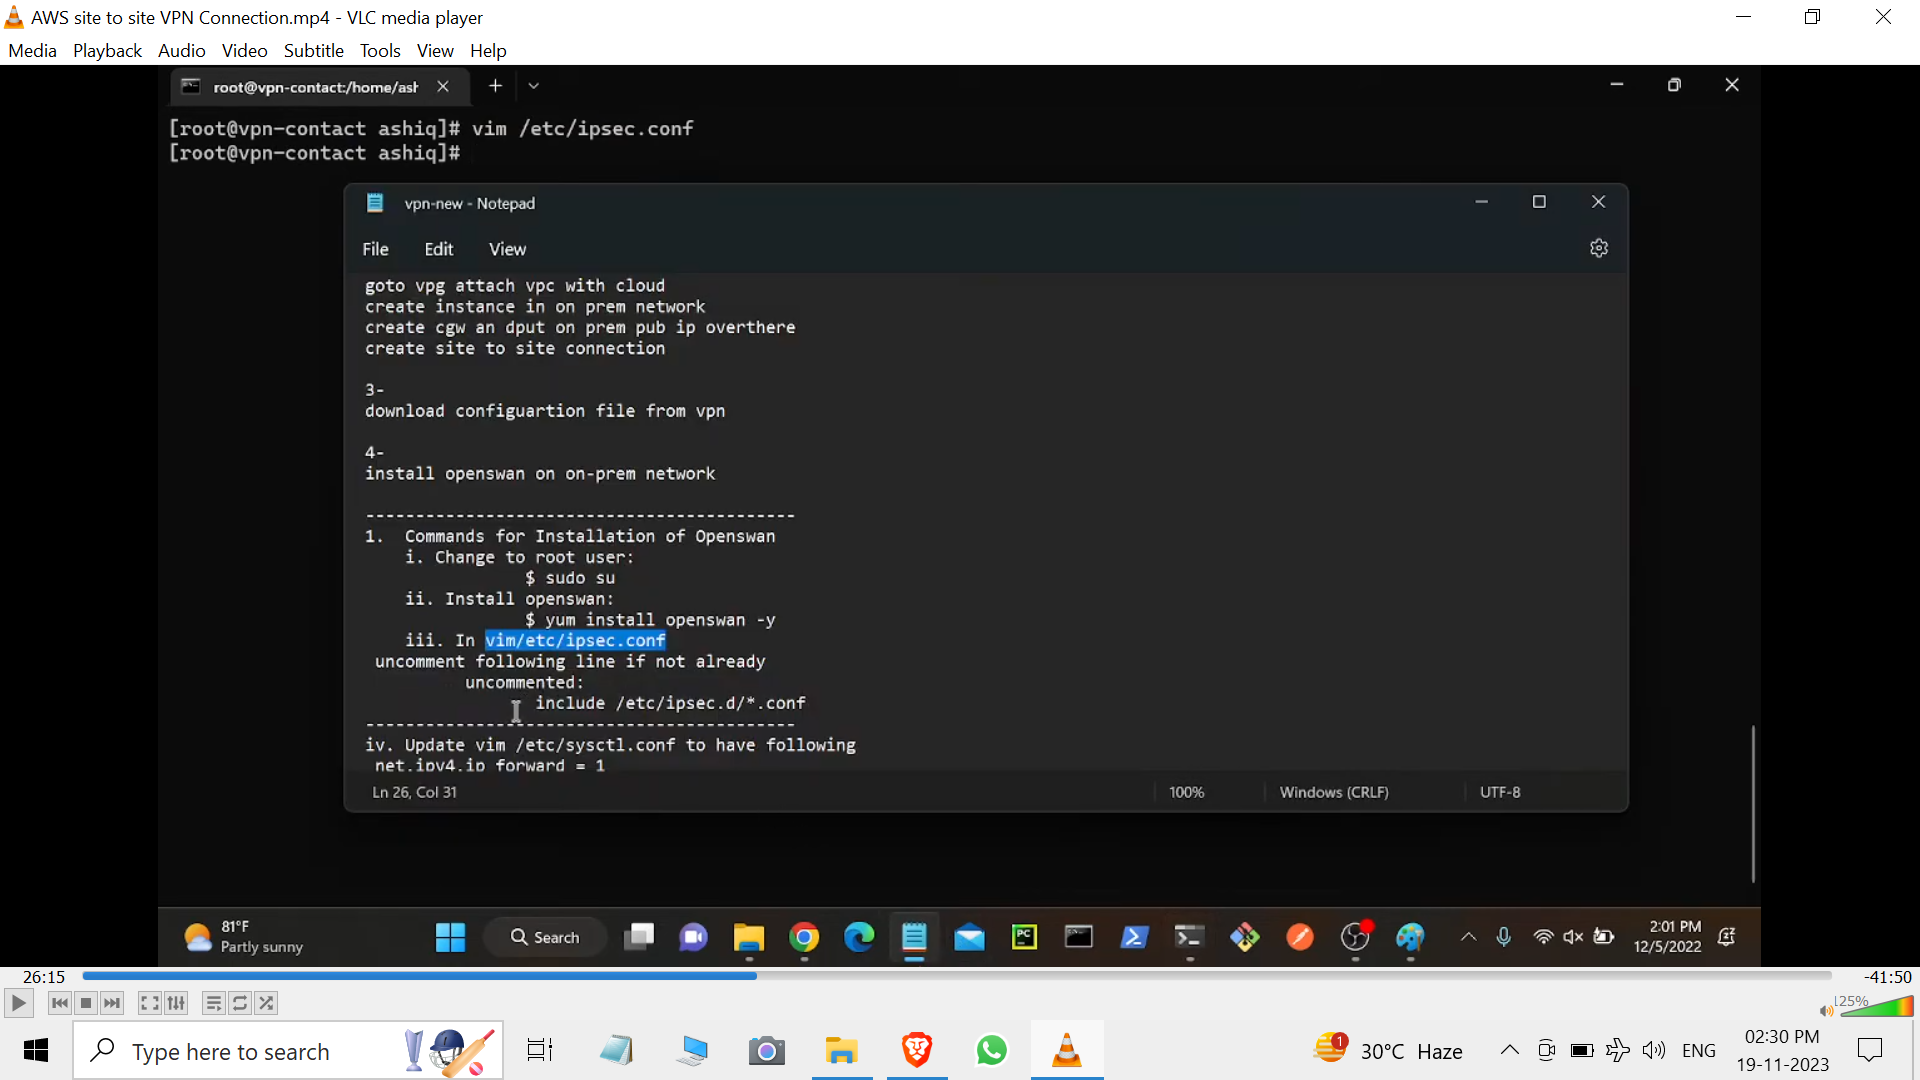 AWS site to site VPN Connection.mp4 - VLC media player
Media Playback Audio Video Subtitle Tools View Help
root@vpn-contact:/home/ash
[root@vpn-contact ashiq]# vim /etc/ipsec.conf
[root@vpn-contact ashiq]#
vpn-new - Notepad
File Edit View
goto vpg attach vpc with cloud
create instance in on prem network
create cgw an dput on prem pub ip overthere
create site to site connection
3-
download configuartion file from vpn
4-
install openswan on on-prem network
-------------------------------------------
1. Commands for Installation of Openswan
i. Change to root user:
$ sudo su
ii. Install openswan:
$ yum install openswan -y
iii. In vim/etc/ipsec.conf
uncomment following line if not already
uncommented:
include /etc/ipsec.d/*.conf
-------------------------------------------
iv. Update vim /etc/sysctl.conf to have following
net.ipv4.ip_forward = 1
Ln 26, Col 31 100% Windows (CRLF) UTF-8
81°F
Partly sunny
Search
PC
2:01 PM
12/5/2022
26:15 -41:50
125%
Type here to search
1
30°C Haze
ENG
02:30 PM
19-11-2023